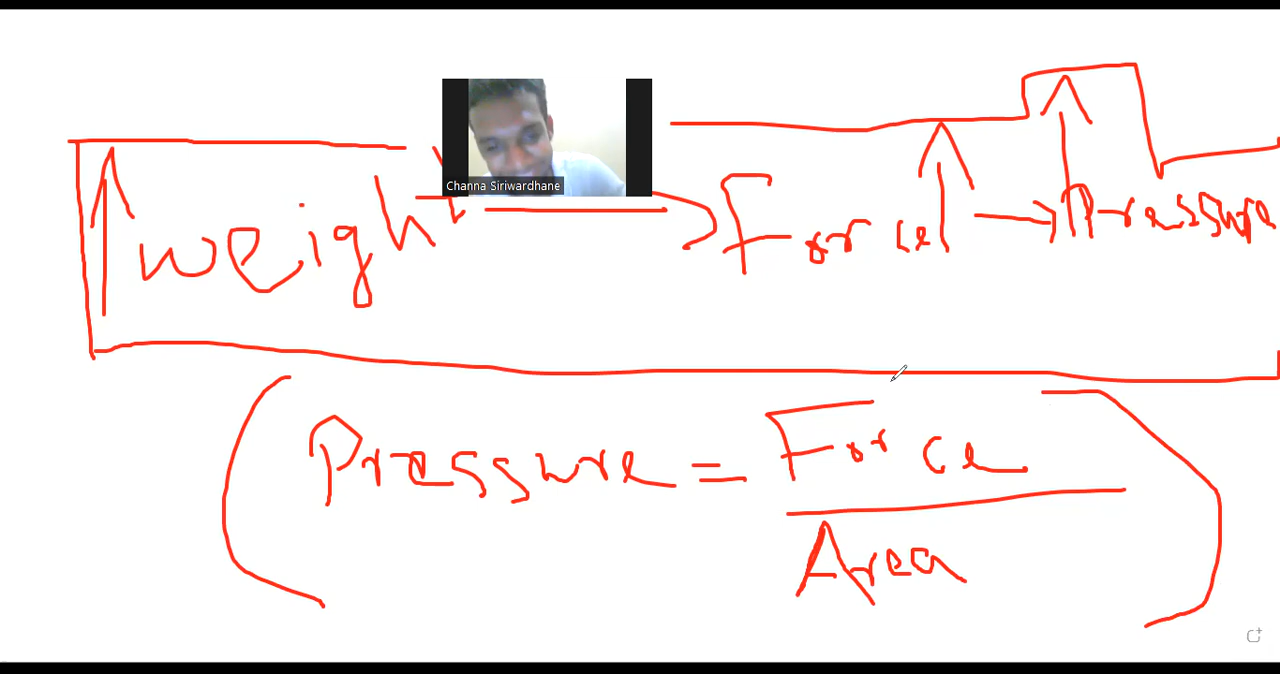 Channa Siriwardhane
↑ weight ↑ → Force ↑ → ↑ Pressure
Pressure = Force
Area